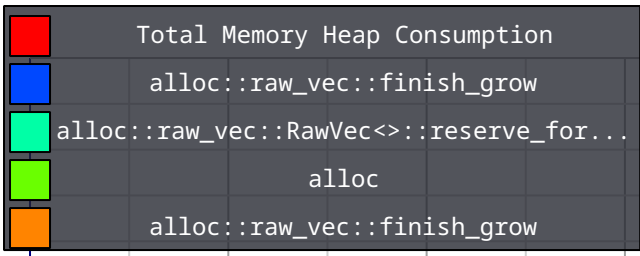 Total Memory Heap Consumption
alloc::raw_vec::finish_grow
alloc::raw_vec::RawVec<>::reserve_for...
alloc
alloc::raw_vec::finish_grow